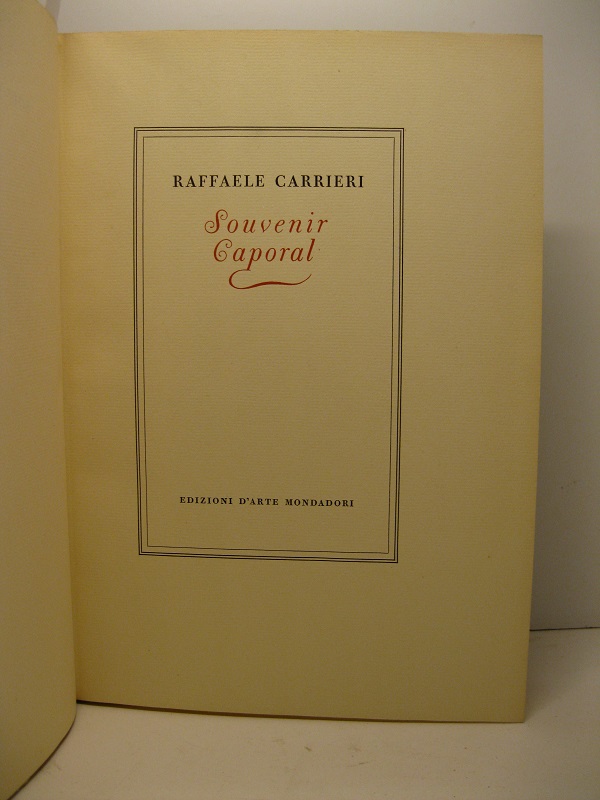 RAFFAELE CARRIERI
Souvenir
Caporal
EDIZIONI D'ARTE MONDADORI